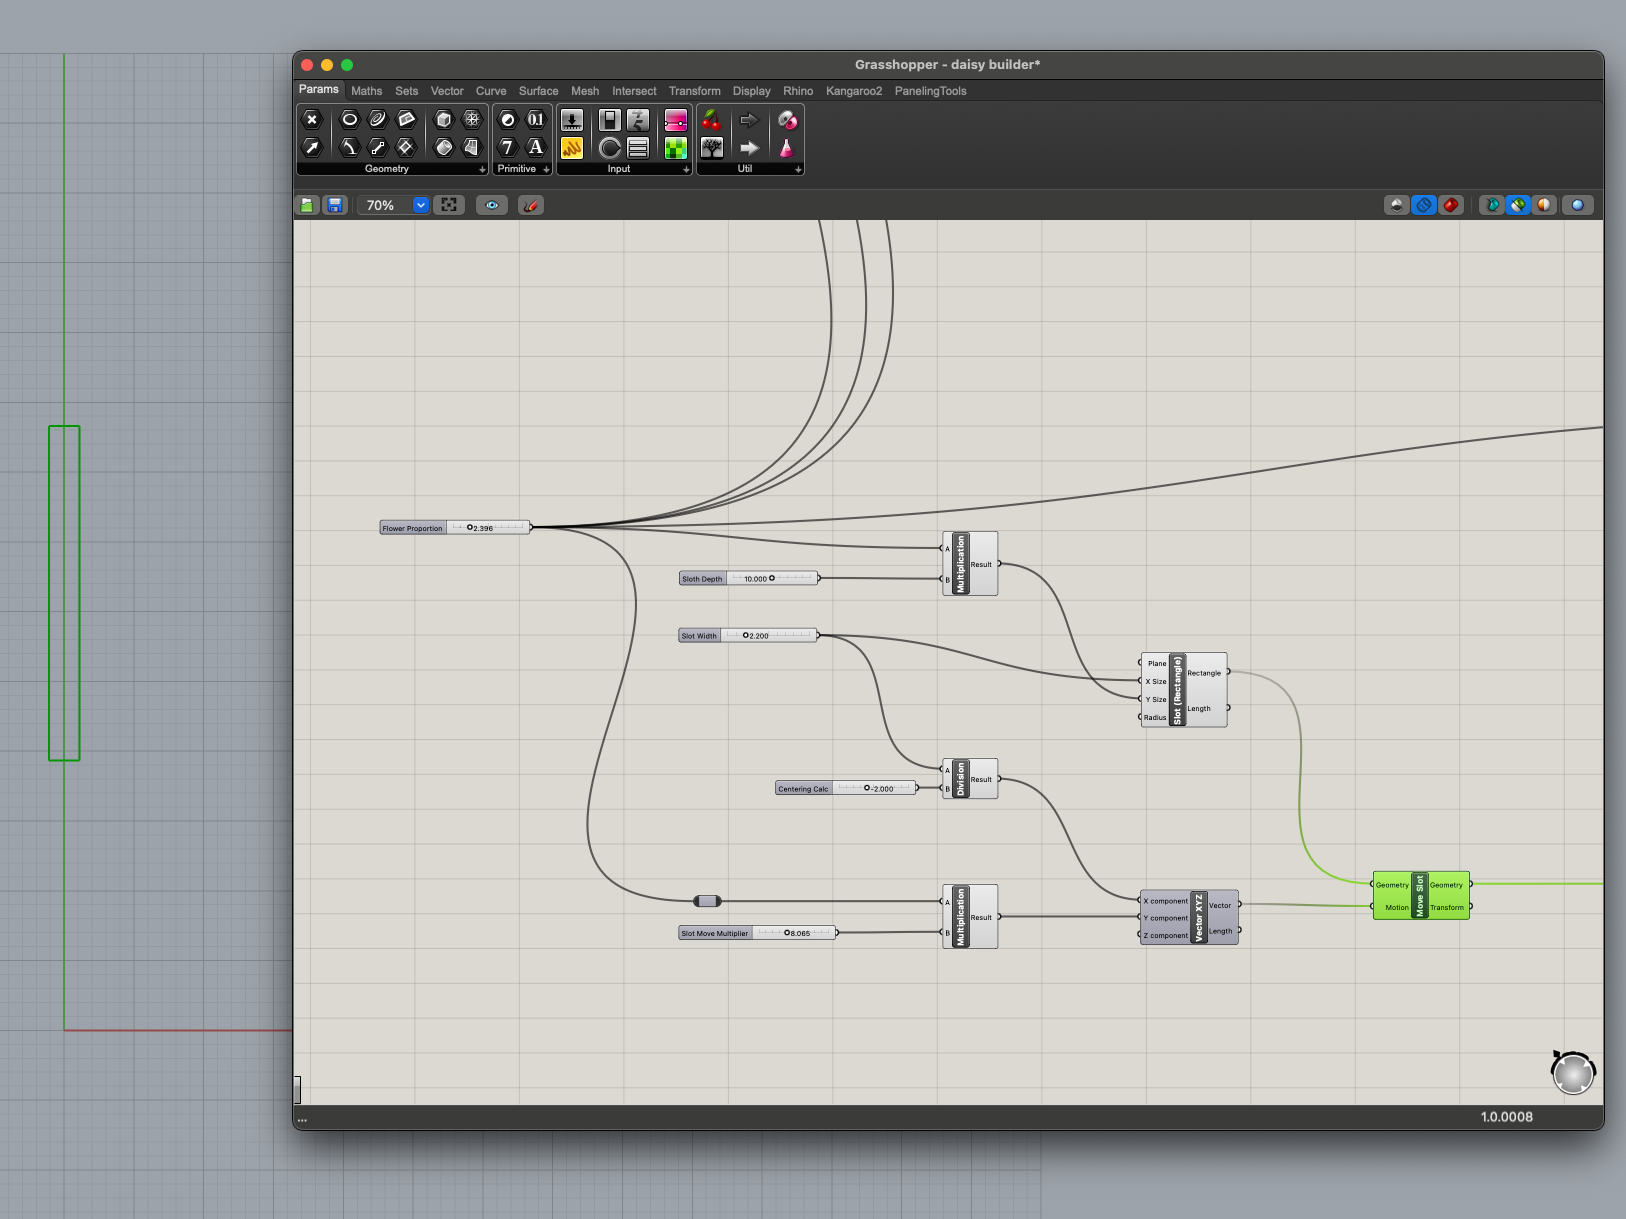 Grasshopper - daisy builder*
Params Maths Sets Vector Curve Surface Mesh Intersect Transform Display Rhino Kangaroo2 PanelingTools
0.1
7 A
Geometry Primitive Input Util
70%
Flower Proportion 2.396
A B Multiplication Result
Sloth Depth 10.000
Slot Width 2.200
Plane X Size Y Size Radius Slot (Rectangle) Rectangle Length
A B Division Result
Centering Calc -2.000
A B Multiplication Result
Slot Move Multiplier 8.065
X component Y component Z component Vector XYZ Vector Length
Geometry Motion Move Slot Geometry Transform
...
1.0.0008